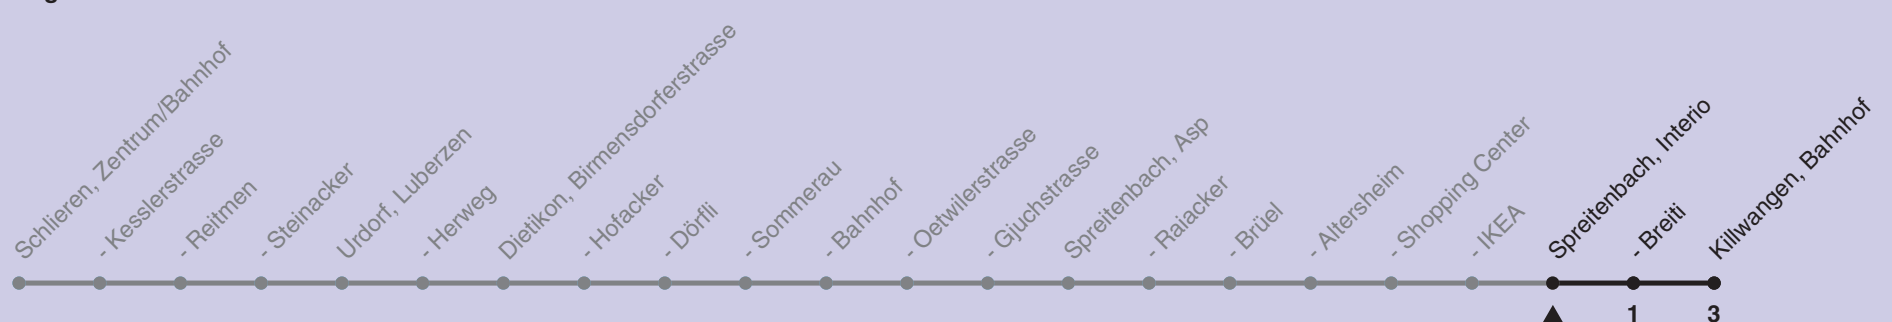 Schlieren, Zentrum/Bahnhof
- Kesslerstrasse
- Reitmen
- Steinacker
Urdorf, Luberzen
- Herweg
Dietikon, Birmensdorferstrasse
- Hofacker
- Dörfli
- Sommerau
- Bahnhof
- Oetwilerstrasse
- Gjuchstrasse
Spreitenbach, Asp
- Raiacker
- Brüel
- Altersheim
- Shopping Center
- IKEA
Spreitenbach, Interio
- Breiti
Killwangen, Bahnhof
1
3